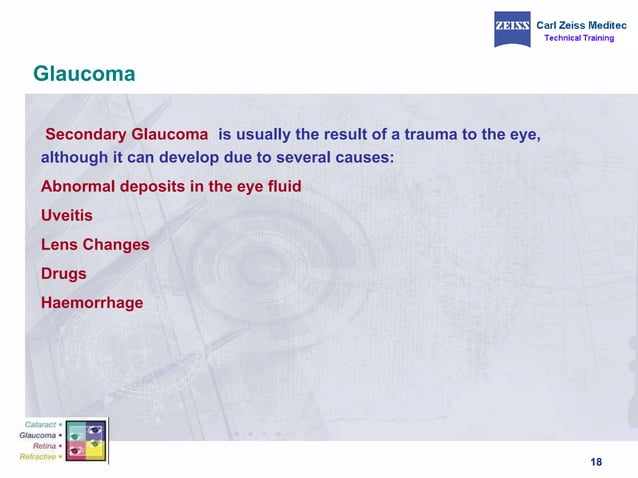 ZEISS
Carl Zeiss Meditec
Technical Training
Glaucoma
Secondary Glaucoma is usually the result of a trauma to the eye,
although it can develop due to several causes:
Abnormal deposits in the eye fluid
Uveitis
Lens Changes
Drugs
Haemorrhage
Cataract •
Glaucoma •
Retina •
Refractive •
18